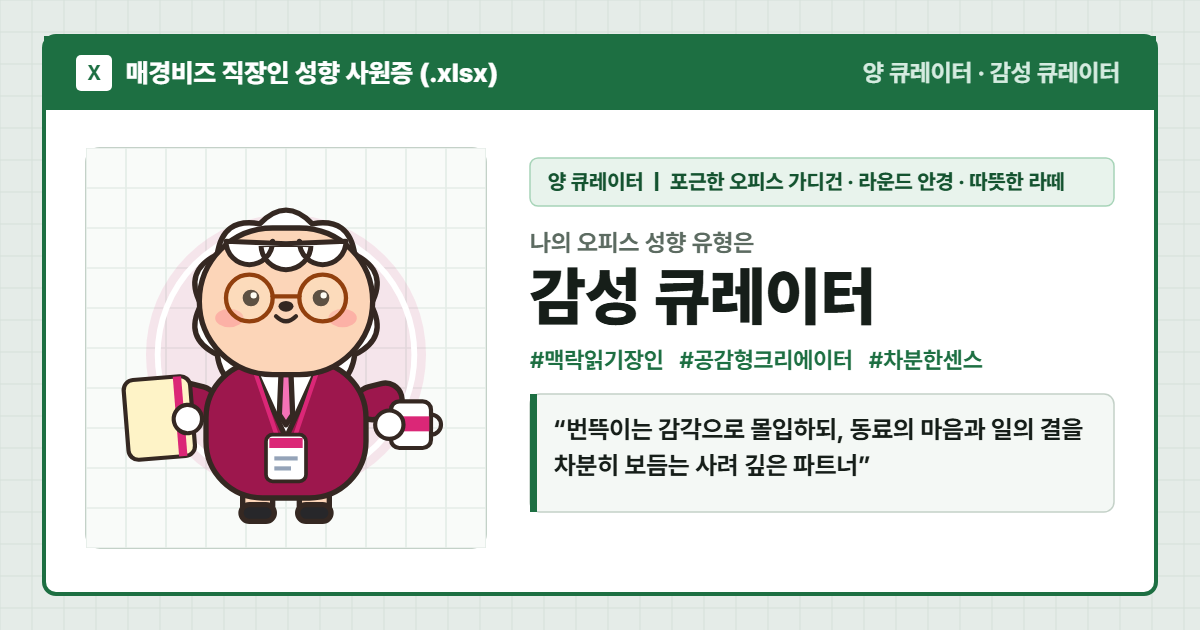 X 매경비즈 직장인 성향 사원증 (.xlsx)
양 큐레이터 · 감성 큐레이터
양 큐레이터 | 포근한 오피스 가디건 · 라운드 안경 · 따뜻한 라떼
나의 오피스 성향 유형은
감성 큐레이터
#맥락읽기장인 #공감형크리에이터 #차분한센스
“번뜩이는 감각으로 몰입하되, 동료의 마음과 일의 결을
차분히 보듬는 사려 깊은 파트너”